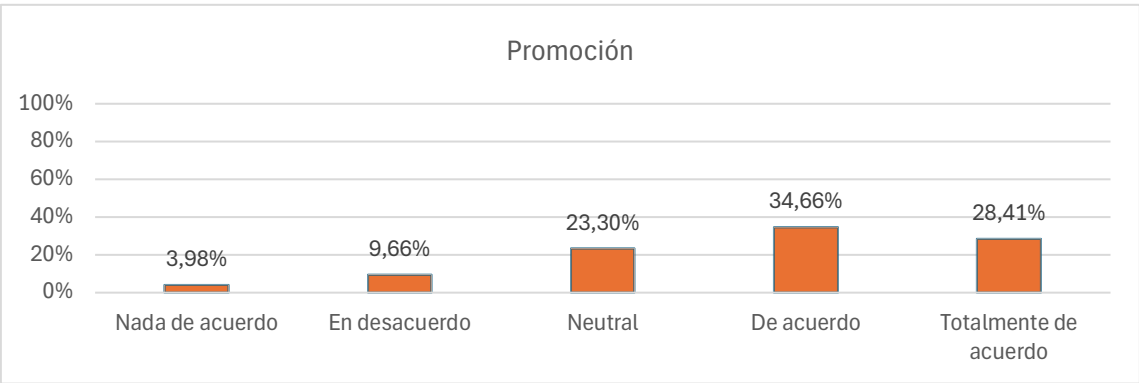 Promoción
100%
80%
60%
40%
20%
0%
3,98%
9,66%
23,30%
34,66%
28,41%
Nada de acuerdo
En desacuerdo
Neutral
De acuerdo
Totalmente de
acuerdo